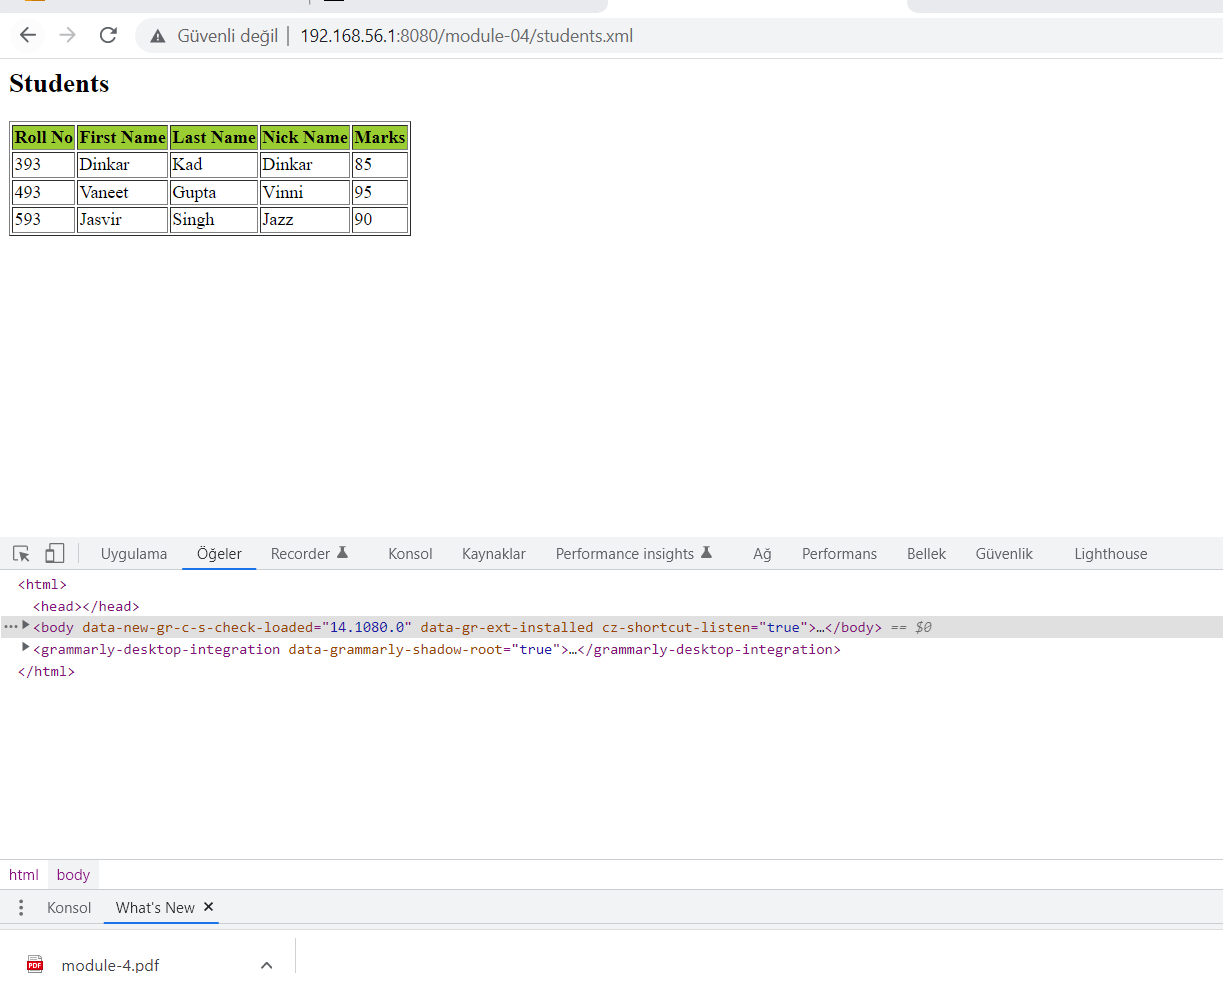 Güvenli değil | 192.168.56.1:8080/module-04/students.xml
Students
Roll No First Name Last Name Nick Name Marks
393 Dinkar Kad Dinkar 85
493 Vaneet Gupta Vinni 95
593 Jasvir Singh Jazz 90
Uygulama Öğeler Recorder Konsol Kaynaklar Performance insights Ağ Performans Bellek Güvenlik Lighthouse
<html>
<head></head>
<body data-new-gr-c-s-check-loaded="14.1080.0" data-gr-ext-installed cz-shortcut-listen="true">…</body> == $0
<grammarly-desktop-integration data-grammarly-shadow-root="true">…</grammarly-desktop-integration>
</html>
html body
Konsol What's New ×
PDF module-4.pdf